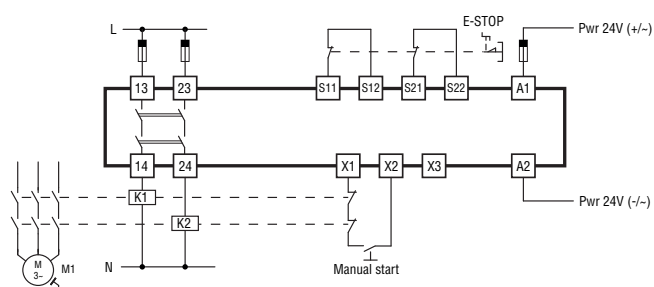 L
E-STOP
Pwr 24V (+/~)
13
23
S11
S12
S21
S22
A1
14
24
X1
X2
X3
A2
K1
K2
Pwr 24V (-/~)
M
3~
M1
N
Manual start